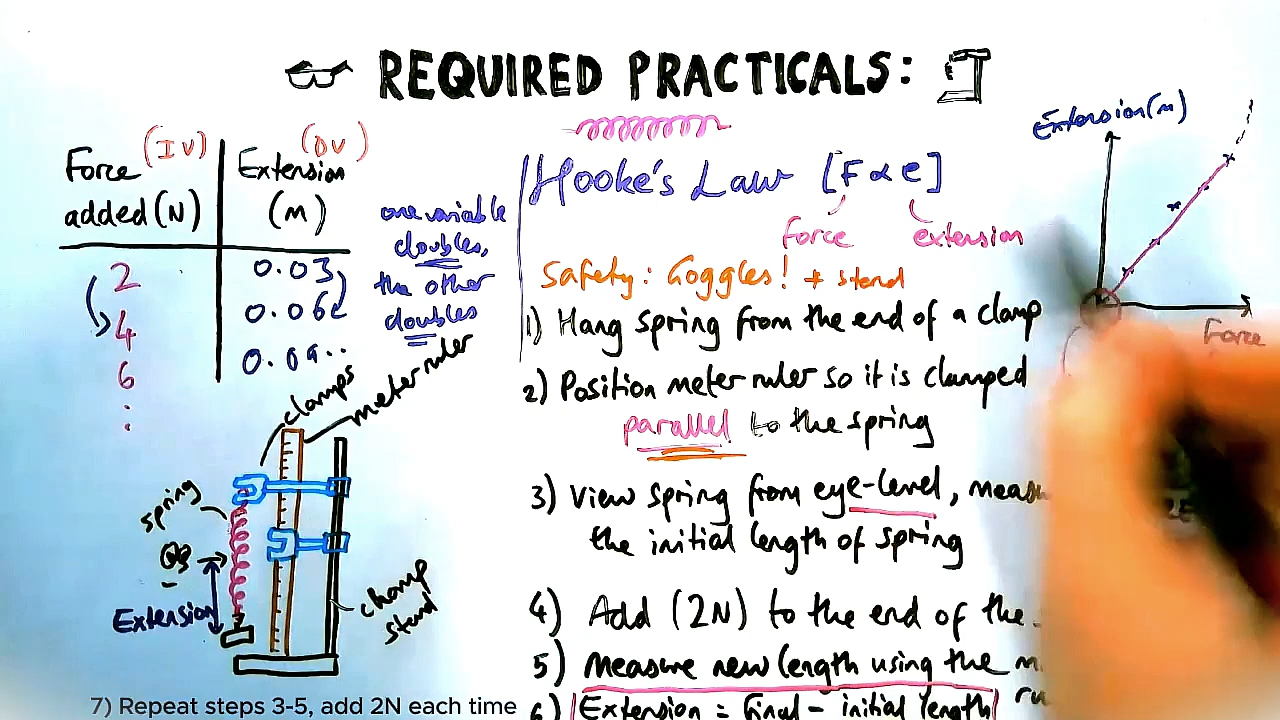 REQUIRED PRACTICALS:
Force (IV)
added (N)
Extension (DV)
(M)
2
4
6
0.03
0.06
0.09..
one variable
doubles,
the other
doubles
Hooke's Law [F ∝ e]
force
extension
Safety: Goggles! + stand
1) Hang spring from the end of a clamp
2) Position meter ruler so it is clamped
parallel to the spring
3) View spring from eye-level,
the initial length of spring
4) Add (2N) to the end of the
5) Measure new length using the
6) Extension = final - initial length
7) Repeat steps 3-5, add 2N each time
Extension (m)
Force
clamps
meter ruler
spring
Extension
clamp
stand